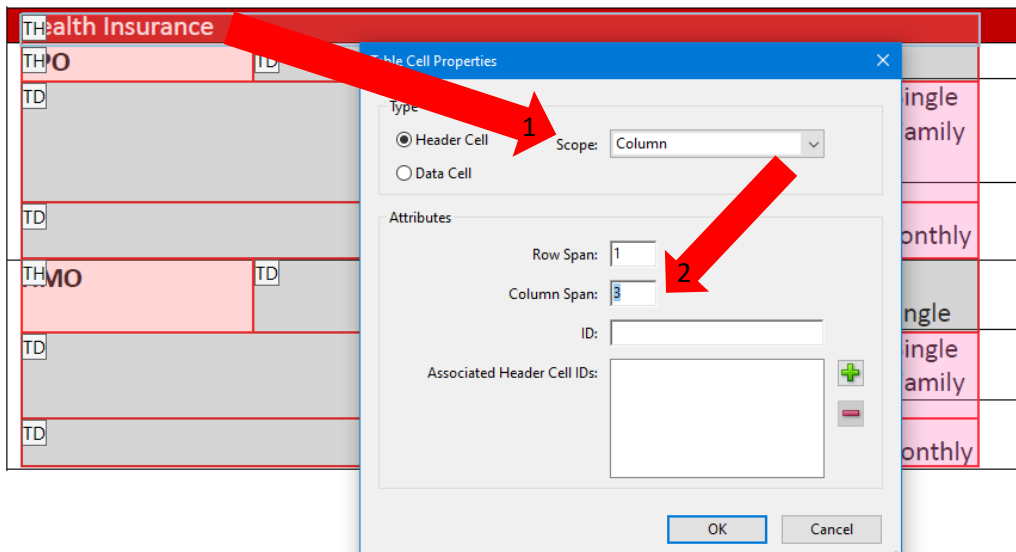 TH ealth Insurance
TH PO TD
Table Cell Properties
TD
ingle
Type
amily
Header Cell
1
Scope: Column
Data Cell
TD
Attributes
onthly
Row Span: 1
TH MO TD
2
Column Span: 3
ngle
ID:
TD
ingle
Associated Header Cell IDs:
amily
TD
onthly
OK Cancel